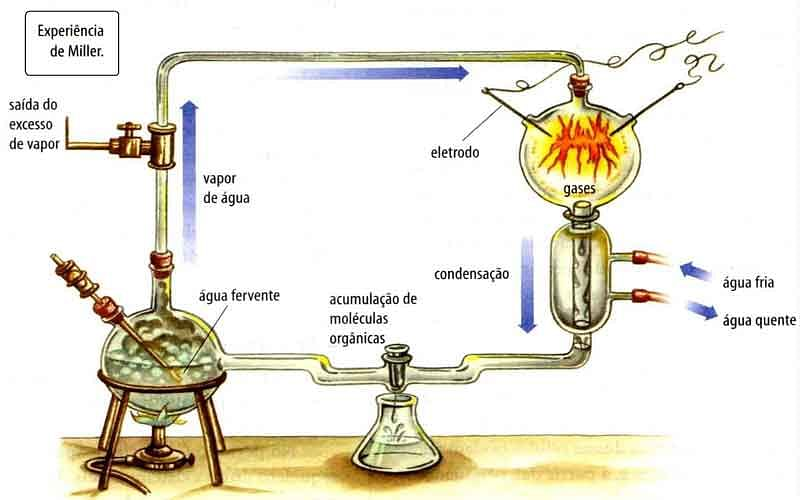 Experiência
de Miller.
saída do
excesso
de vapor
vapor
de água
eletrodo
gases
condensação
água fria
água quente
água fervente
acumulação de
moléculas
orgânicas